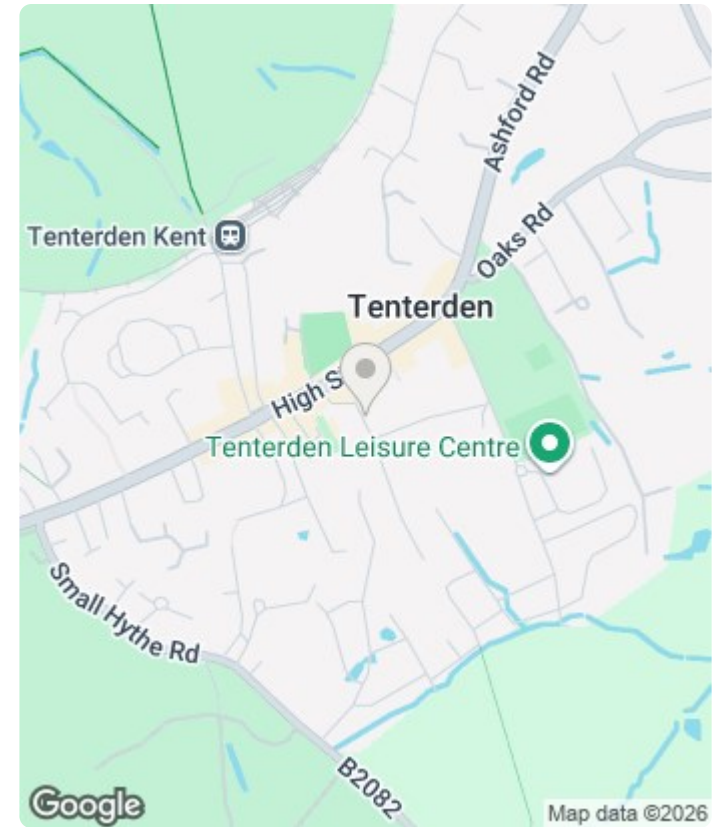 Ashford Rd
Oaks Rd
Tenterden Kent
Tenterden
High S
Tenterden Leisure Centre
Small Hythe Rd
B2082
Google
Map data ©2026